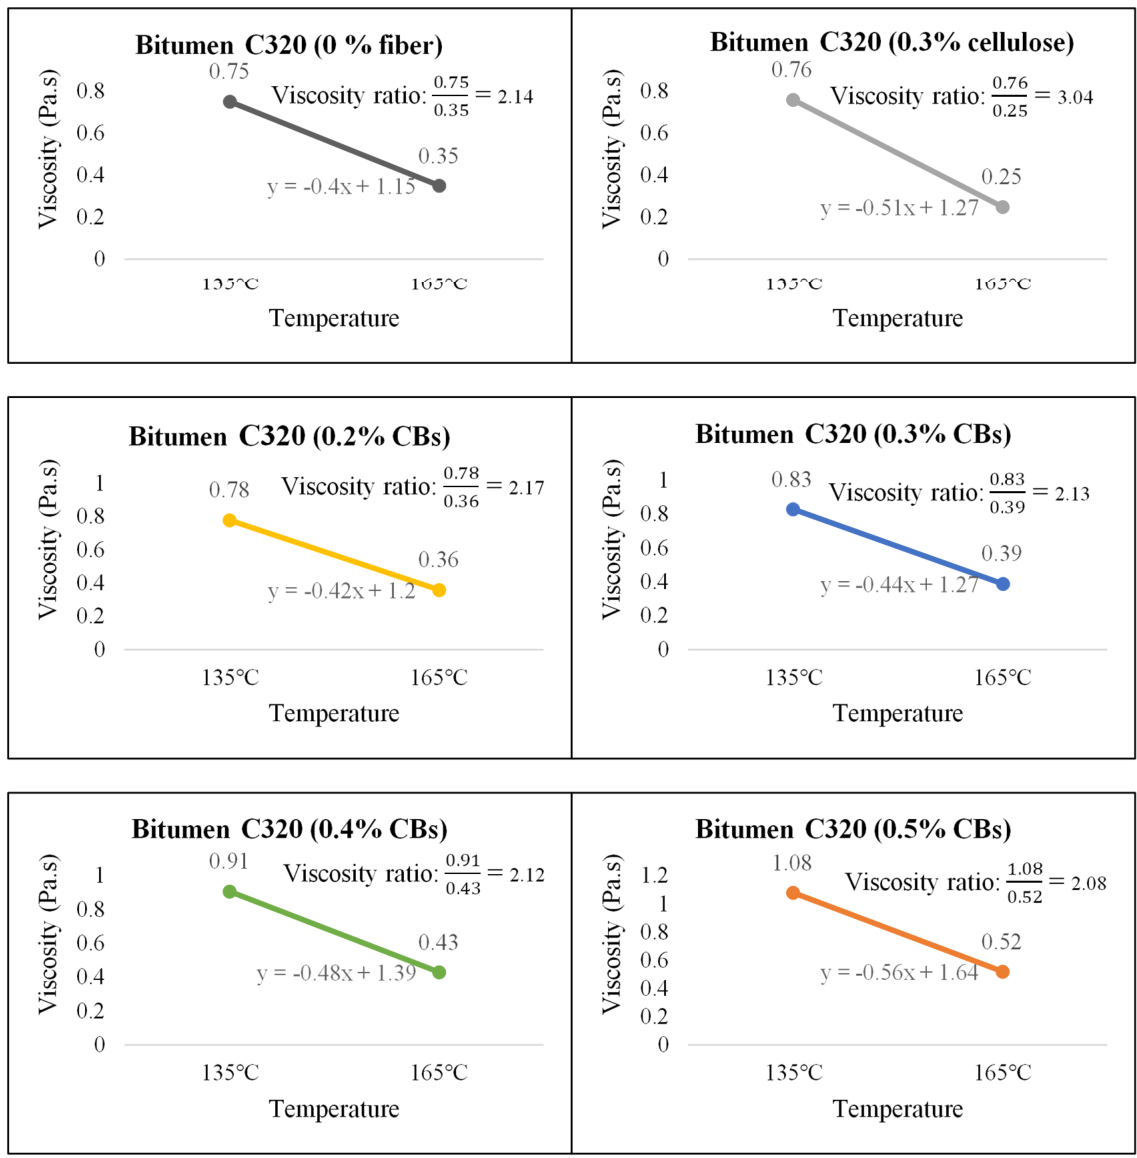 Bitumen C320 (0 % fiber)
0.75
Viscosity ratio: 0.75/0.35 = 2.14
Viscosity (Pa.s)
0.8
0.6
0.4
0.2
0
0.35
y = -0.4x + 1.15
135°C
165°C
Temperature
Bitumen C320 (0.3% cellulose)
0.76
Viscosity ratio: 0.76/0.25 = 3.04
Viscosity (Pa.s)
0.8
0.6
0.4
0.2
0
0.25
y = -0.51x + 1.27
135°C
165°C
Temperature
Bitumen C320 (0.2% CBs)
0.78
Viscosity ratio: 0.78/0.36 = 2.17
Viscosity (Pa.s)
1
0.8
0.6
0.4
0.2
0
0.36
y = -0.42x + 1.2
135°C
165°C
Temperature
Bitumen C320 (0.3% CBs)
0.83
Viscosity ratio: 0.83/0.39 = 2.13
Viscosity (Pa.s)
1
0.8
0.6
0.4
0.2
0
0.39
y = -0.44x + 1.27
135°C
165°C
Temperature
Bitumen C320 (0.4% CBs)
0.91
Viscosity ratio: 0.91/0.43 = 2.12
Viscosity (Pa.s)
1
0.8
0.6
0.4
0.2
0
0.43
y = -0.48x + 1.39
135°C
165°C
Temperature
Bitumen C320 (0.5% CBs)
1.08
Viscosity ratio: 1.08/0.52 = 2.08
Viscosity (Pa.s)
1.2
1
0.8
0.6
0.4
0.2
0
0.52
y = -0.56x + 1.64
135°C
165°C
Temperature